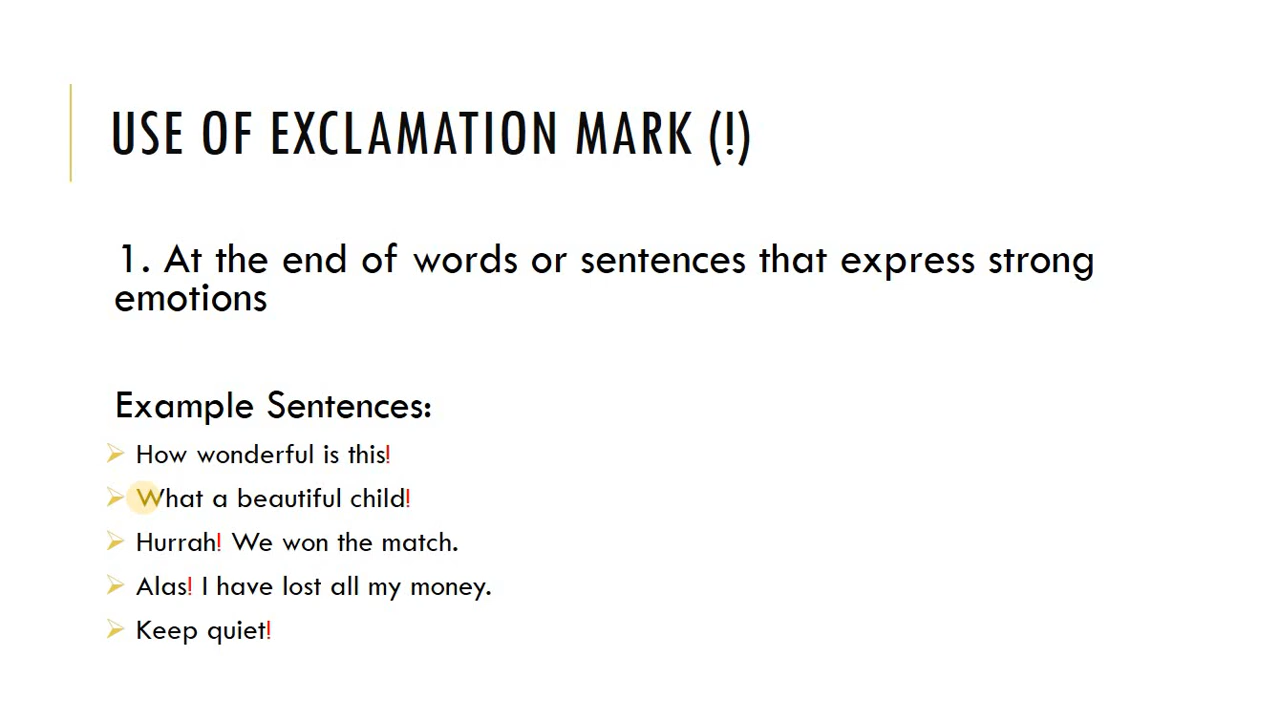 USE OF EXCLAMATION MARK (!)
1. At the end of words or sentences that express strong
emotions
Example Sentences:
How wonderful is this!
What a beautiful child!
Hurrah! We won the match.
Alas! I have lost all my money.
Keep quiet!